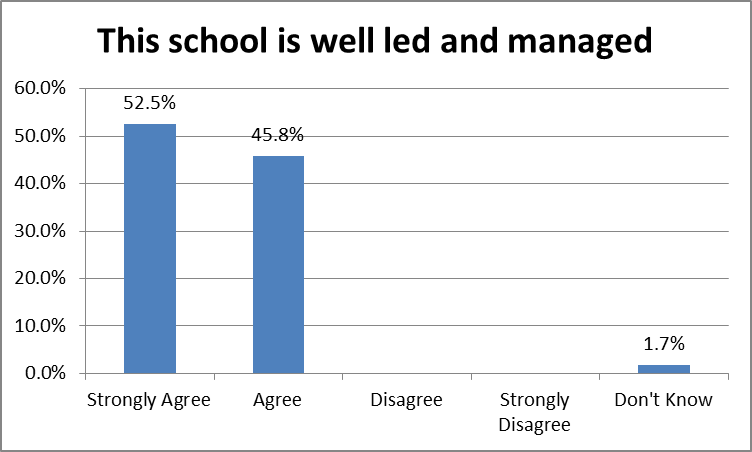 This school is well led and managed
60.0%
50.0%
40.0%
30.0%
20.0%
10.0%
0.0%
52.5%
45.8%
1.7%
Strongly Agree
Agree
Disagree
Strongly
Disagree
Don't Know